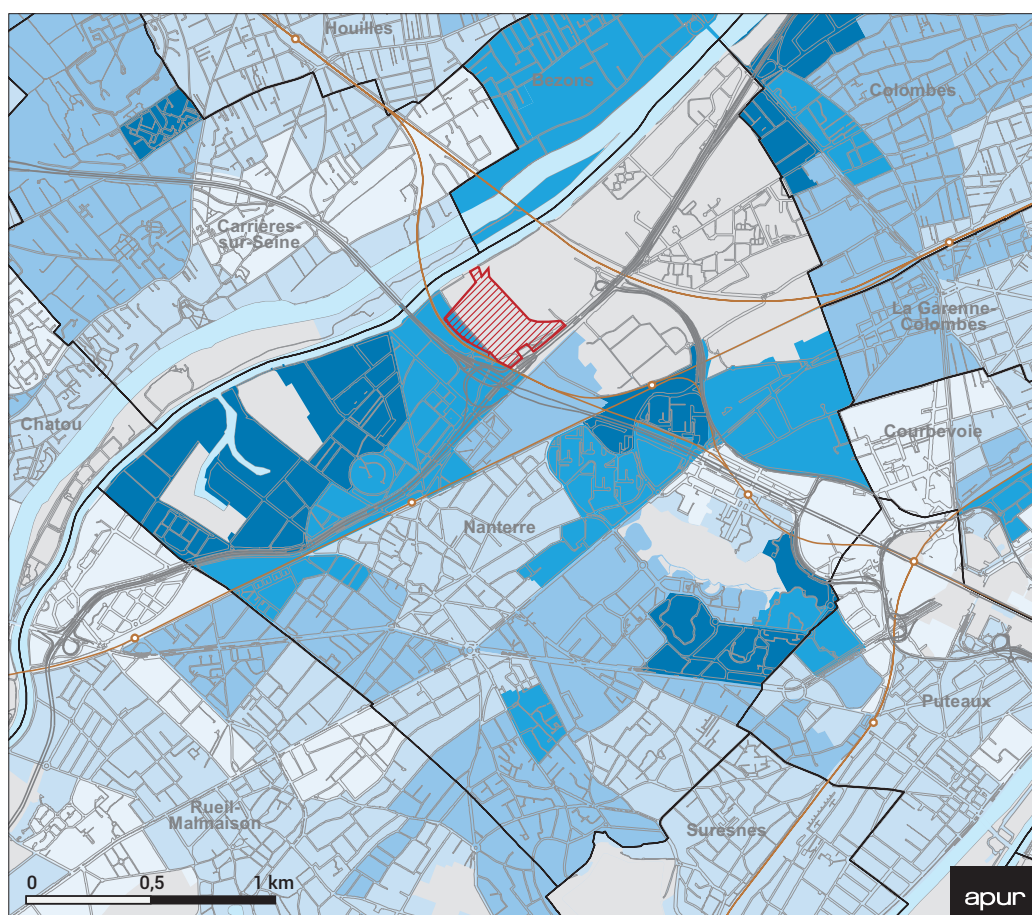 Houilles
Bezons
Colombes
Carrières-
sur-Seine
La Garenne-
Colombes
Chatou
Courbevoie
Nanterre
Puteaux
Rueil-
Malmaison
Suresnes
0 0,5 1 km
apur